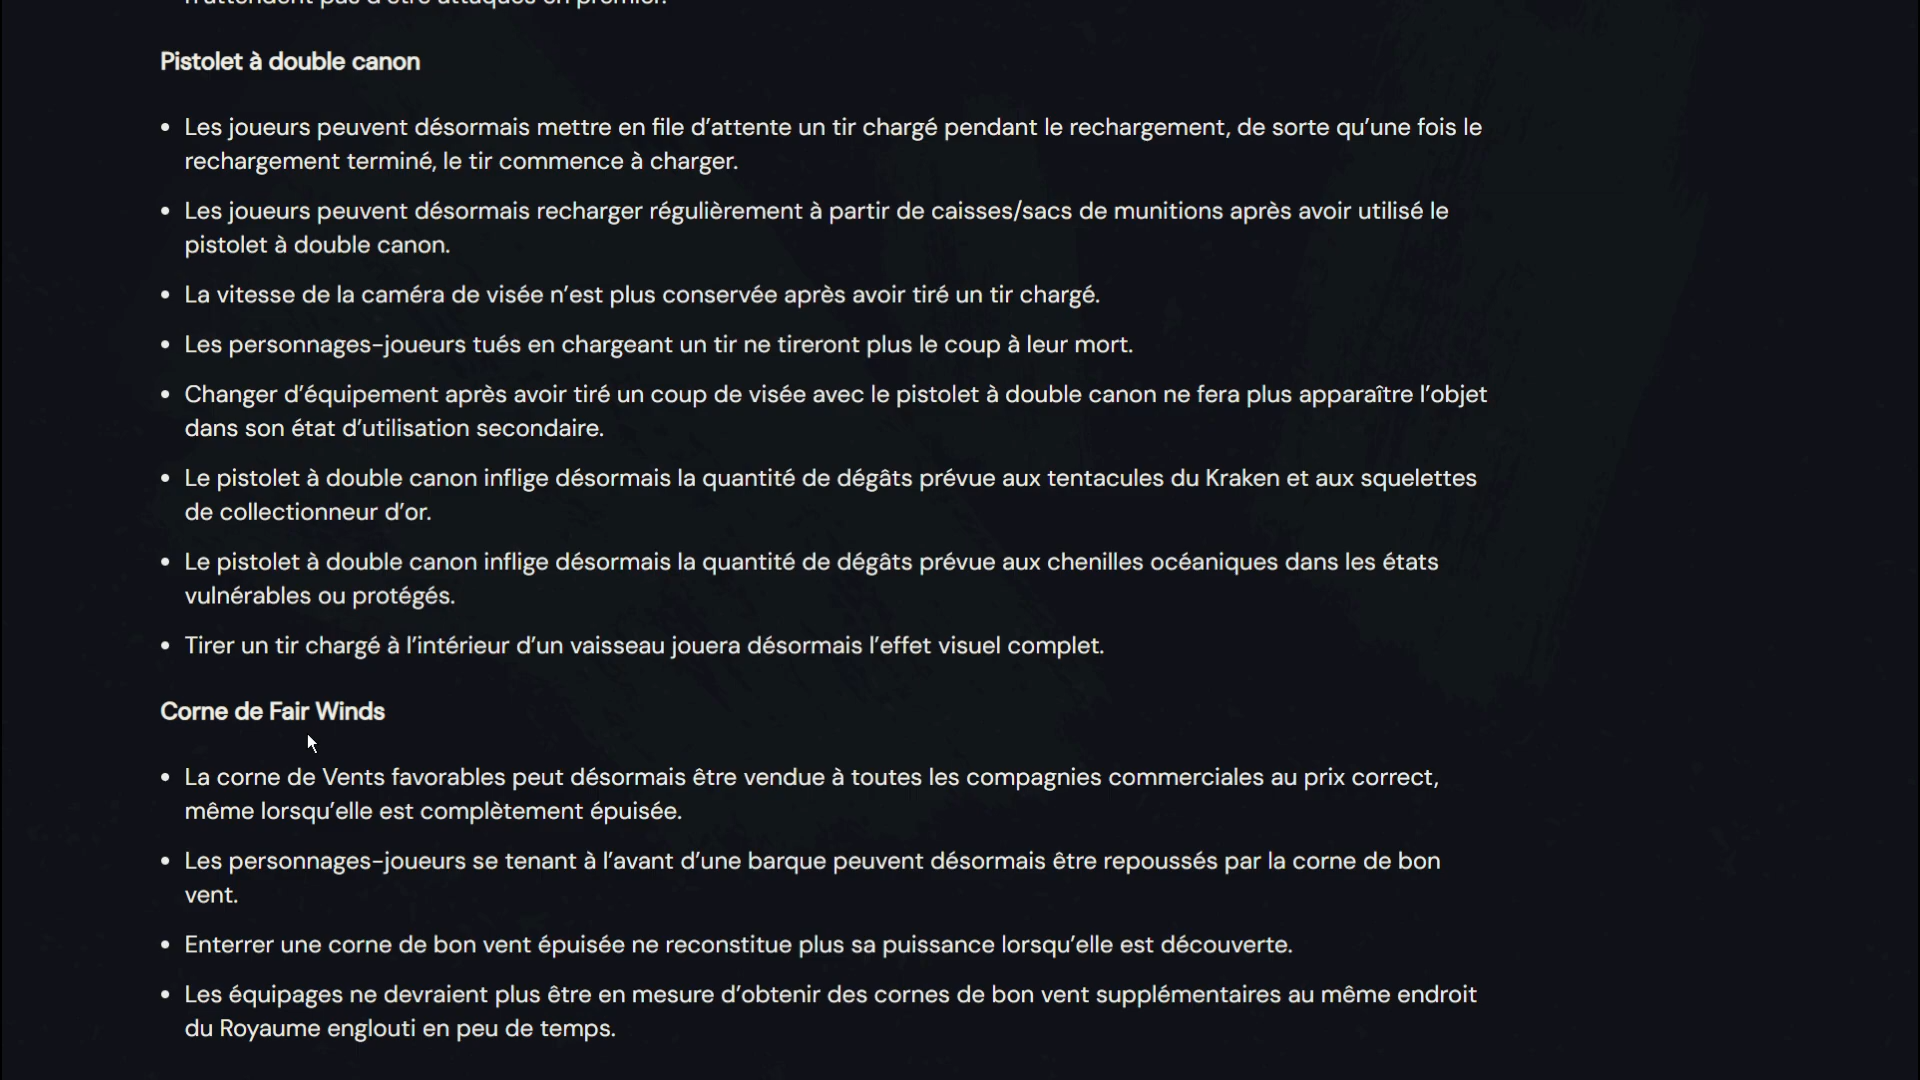 n'attendent pas d'être attaqués en premier.
Pistolet à double canon
• Les joueurs peuvent désormais mettre en file d’attente un tir chargé pendant le rechargement, de sorte qu’une fois le
rechargement terminé, le tir commence à charger.
• Les joueurs peuvent désormais recharger régulièrement à partir de caisses/sacs de munitions après avoir utilisé le
pistolet à double canon.
• La vitesse de la caméra de visée n’est plus conservée après avoir tiré un tir chargé.
• Les personnages-joueurs tués en chargeant un tir ne tireront plus le coup à leur mort.
• Changer d’équipement après avoir tiré un coup de visée avec le pistolet à double canon ne fera plus apparaître l’objet
dans son état d’utilisation secondaire.
• Le pistolet à double canon inflige désormais la quantité de dégâts prévue aux tentacules du Kraken et aux squelettes
de collectionneur d’or.
• Le pistolet à double canon inflige désormais la quantité de dégâts prévue aux chenilles océaniques dans les états
vulnérables ou protégés.
• Tirer un tir chargé à l’intérieur d’un vaisseau jouera désormais l’effet visuel complet.
Corne de Fair Winds
• La corne de Vents favorables peut désormais être vendue à toutes les compagnies commerciales au prix correct,
même lorsqu’elle est complètement épuisée.
• Les personnages-joueurs se tenant à l’avant d’une barque peuvent désormais être repoussés par la corne de bon
vent.
• Enterrer une corne de bon vent épuisée ne reconstitue plus sa puissance lorsqu’elle est découverte.
• Les équipages ne devraient plus être en mesure d’obtenir des cornes de bon vent supplémentaires au même endroit
du Royaume englouti en peu de temps.